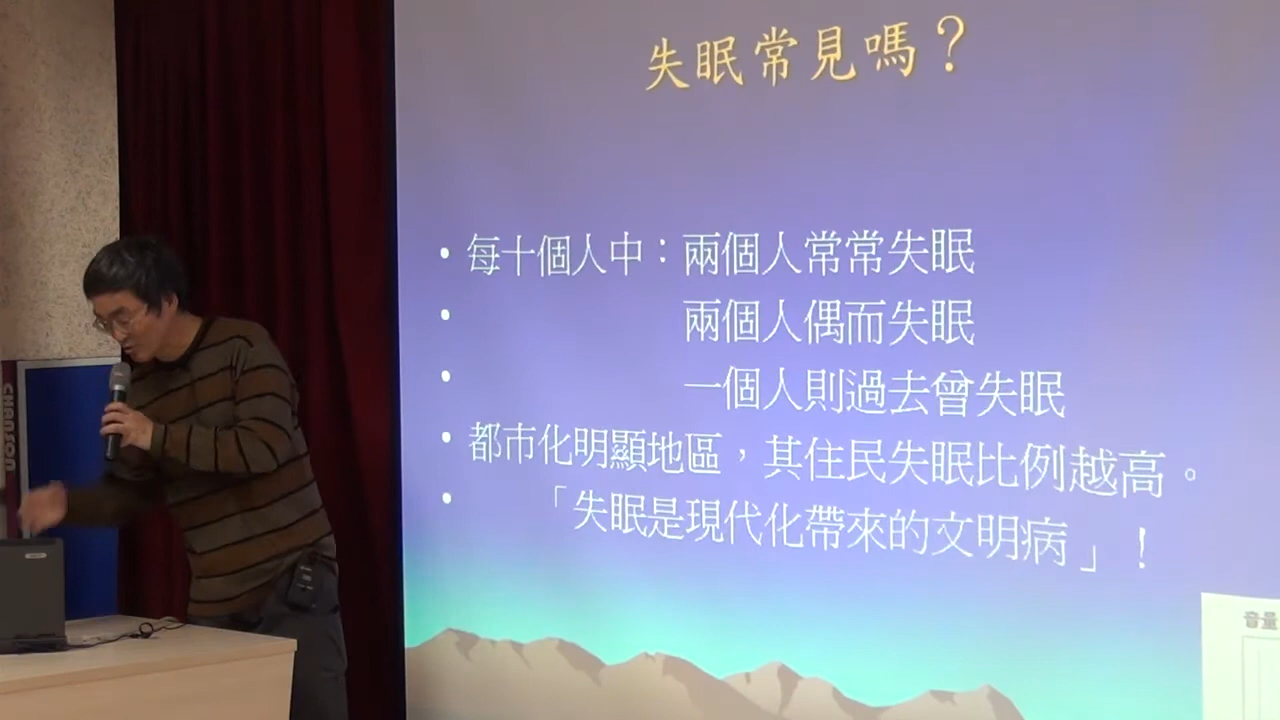 失眠常見嗎？
• 每十個人中：兩個人常常失眠
• 兩個人偶而失眠
• 一個人則過去曾失眠
• 都市化明顯地區，其住民失眠比例越高。
• 「失眠是現代化帶來的文明病」！
音量
CHANSON